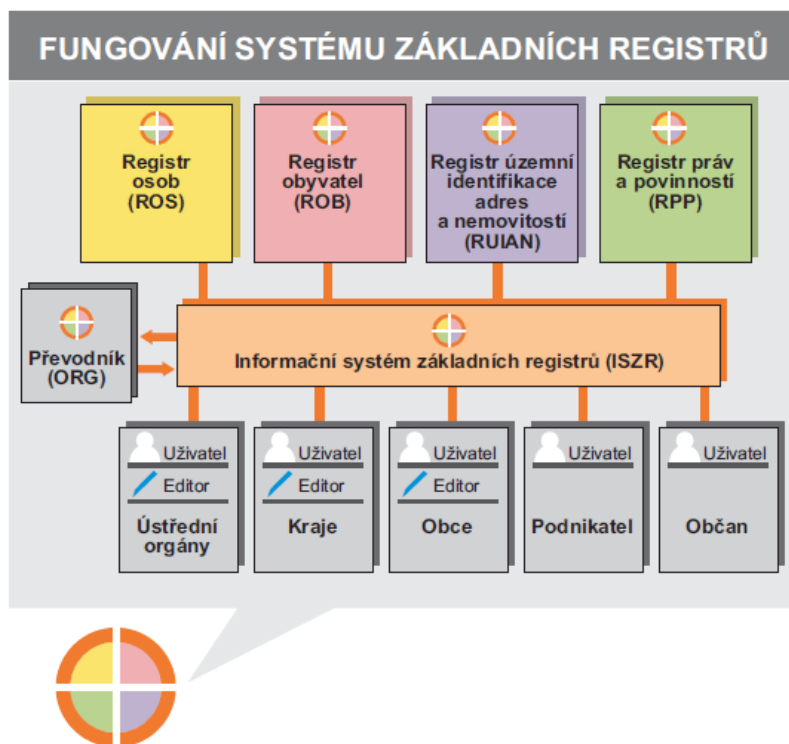 FUNGOVÁNÍ SYSTÉMU ZÁKLADNÍCH REGISTRŮ
Registr
osob
(ROS)
Registr
obyvatel
(ROB)
Registr územní
identifikace
adres
a nemovitostí
(RUIAN)
Registr práv
a povinností
(RPP)
Převodník
(ORG)
Informační systém základních registrů (ISZR)
Uživatel
Editor
Ústřední
orgány
Uživatel
Editor
Kraje
Uživatel
Editor
Obce
Uživatel
Podnikatel
Uživatel
Občan